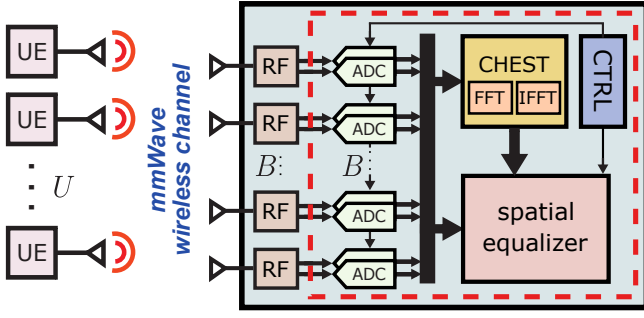 UE
UE
U
UE
mmWave
wireless channel
RF
RF
B
RF
RF
ADC
ADC
B
ADC
ADC
CHEST
FFT
IFFT
CTRL
spatial
equalizer